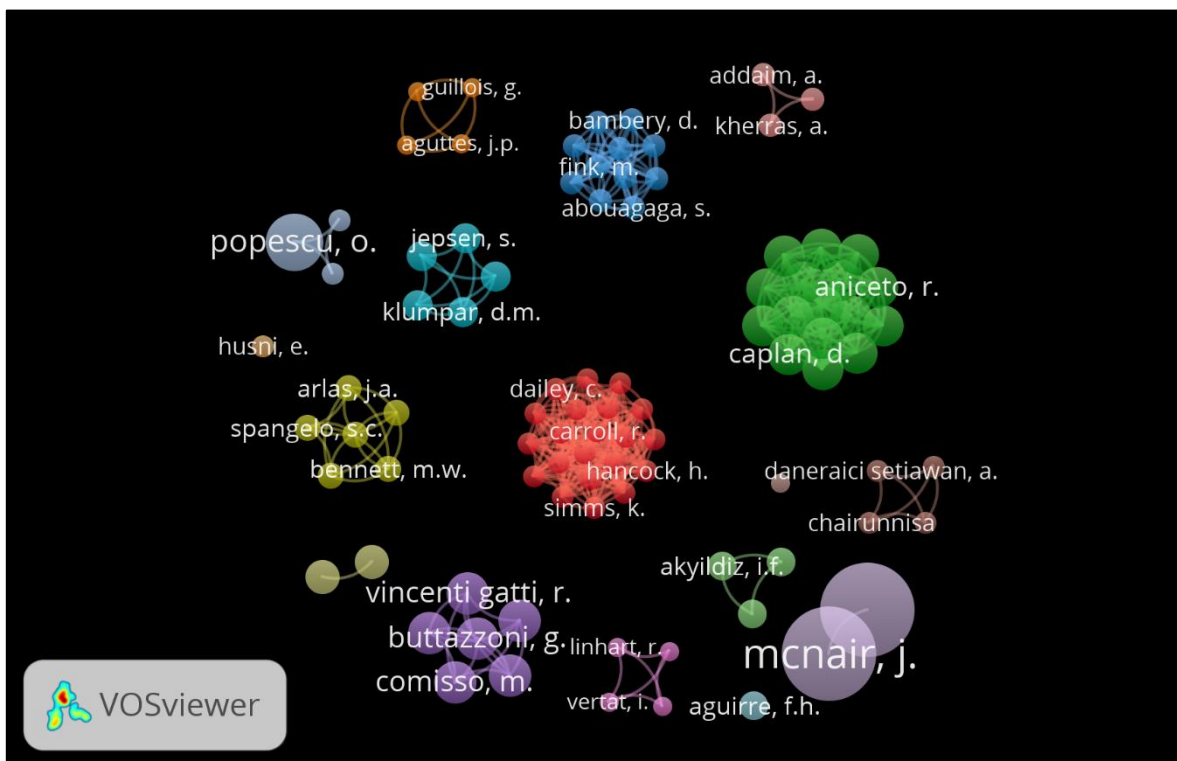 guillois, g.
addaim, a.
bambery, d.
kherras, a.
aguttes, j.p.
fink, m.
abouagaga, s.
popescu, o.
jepsen, s.
aniceto, r.
klumpar, d.m.
husni, e.
caplan, d.
arlas, j.a.
dailey, c.
spangelo, s.c.
carroll, r.
bennett, m.w.
hancock, h.
daneraici setiawan, a.
simms, k.
chairunnisa
akyildiz, i.f.
vincenti gatti, r.
buttazzoni, g.
linhart, r.
mcnair, j.
comisso, m.
vertat, i.
aguirre, f.h.
VOSviewer